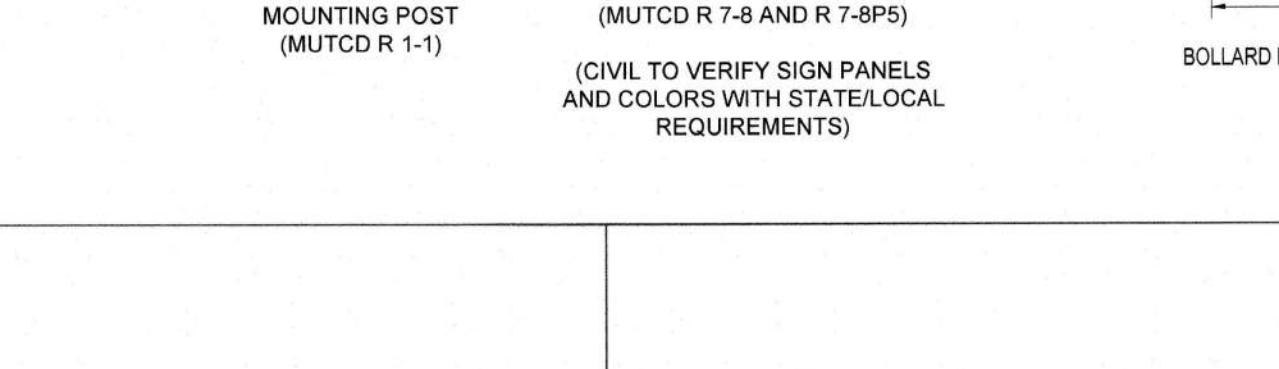 MOUNTING POST
(MUTCD R 1-1)
(MUTCD R 7-8 AND R 7-8P5)
(CIVIL TO VERIFY SIGN PANELS
AND COLORS WITH STATE/LOCAL
REQUIREMENTS)
BOLLARD